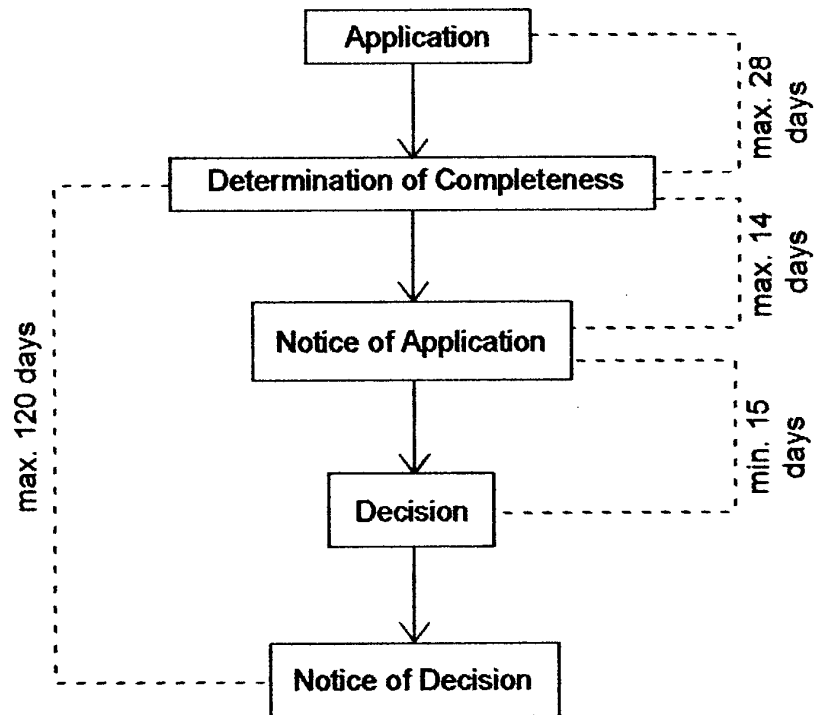 Application
max. 28
days
Determination of Completeness
max. 14
days
Notice of Application
max. 120 days
min. 15
days
Decision
Notice of Decision